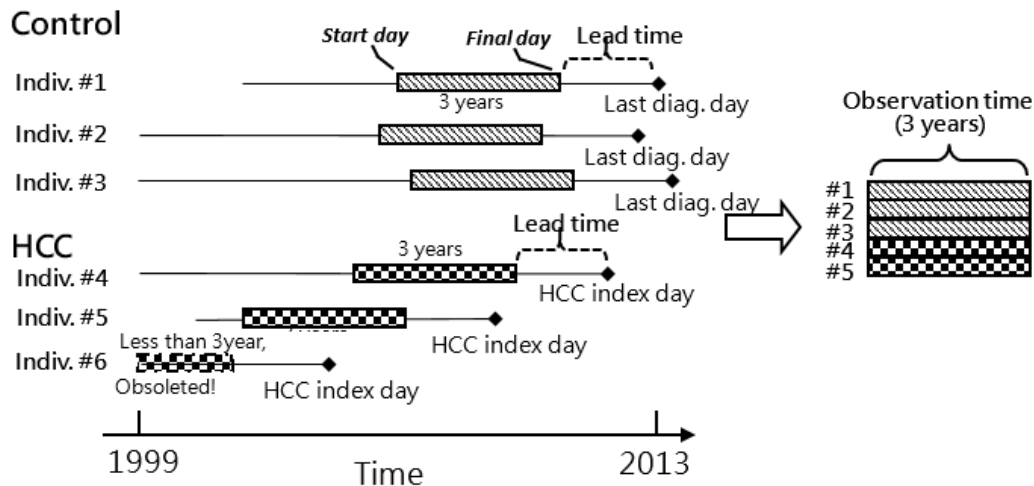 Control
Start day
Final day
Lead time
Indiv. #1
3 years
Last diag. day
Indiv. #2
Last diag. day
Indiv. #3
Last diag. day
Observation time
(3 years)
#1
#2
#3
#4
#5
HCC
3 years
Lead time
Indiv. #4
HCC index day
Indiv. #5
HCC index day
Less than 3year,
Indiv. #6
Obsoleted!
HCC index day
1999
Time
2013